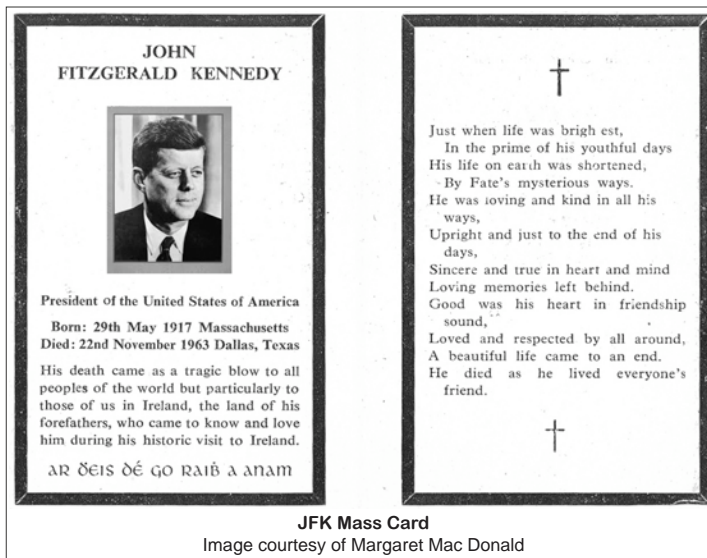 JOHN
FITZGERALD KENNEDY
President of the United States of America
Born: 29th May 1917 Massachusetts
Died: 22nd November 1963 Dallas, Texas
His death came as a tragic blow to all
peoples of the world but particularly to
those of us in Ireland, the land of his
forefathers, who came to know and love
him during his historic visit to Ireland.
ar ḋeis dé go raiḃ a anam
Just when life was brigh est,
In the prime of his youthful days
His life on earth was shortened,
By Fate's mysterious ways.
He was loving and kind in all his
ways,
Upright and just to the end of his
days,
Sincere and true in heart and mind
Loving memories left behind.
Good was his heart in friendship
sound,
Loved and respected by all around,
A beautiful life came to an end.
He died as he lived everyone's
friend.
JFK Mass Card
Image courtesy of Margaret Mac Donald